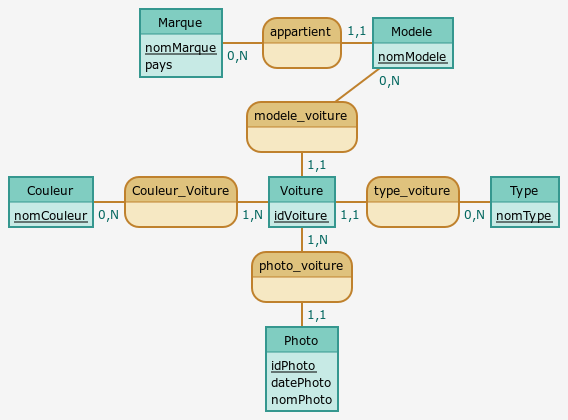 Marque
nomMarque
pays
0,N
appartient
1,1
Modele
nomModele
0,N
modele_voiture
1,1
Couleur
nomCouleur
0,N
Couleur_Voiture
1,N
Voiture
idVoiture
1,1
type_voiture
0,N
Type
nomType
1,N
photo_voiture
1,1
Photo
idPhoto
datePhoto
nomPhoto